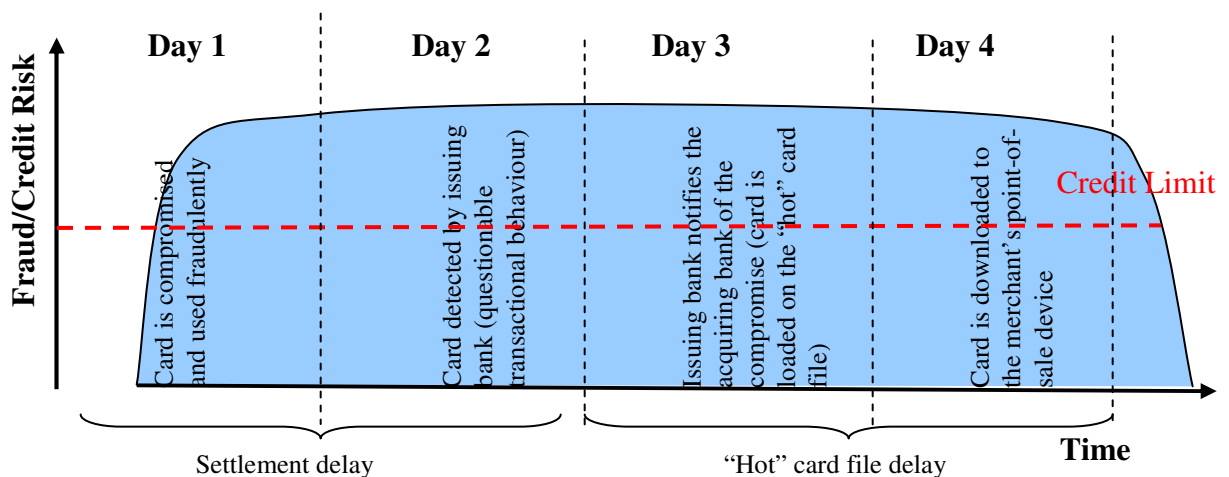 Day 1
Day 2
Day 3
Day 4
Fraud/Credit Risk
Card is compromised
and used fraudulently
Card detected by issuing
bank (questionable
transactional behaviour)
Issuing bank notifies the
acquiring bank of the
compromise (card is
loaded on the “hot” card
file)
Card is downloaded to
the merchant’s point-of-
sale device
Credit Limit
Time
Settlement delay
“Hot” card file delay